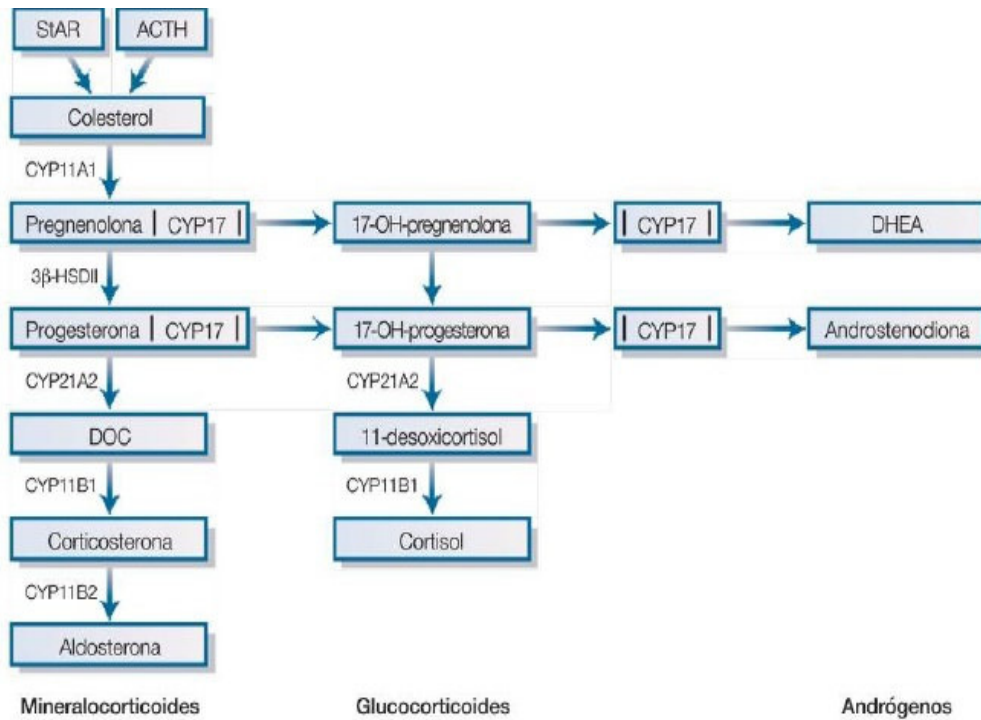 StAR
ACTH
Colesterol
CYP11A1
Pregnenolona | CYP17 |
17-OH-pregnenolona
| CYP17 |
DHEA
3β-HSDII
Progesterona | CYP17 |
17-OH-progesterona
| CYP17 |
Androstenodiona
CYP21A2
CYP21A2
DOC
11-desoxicortisol
CYP11B1
CYP11B1
Corticosterona
Cortisol
CYP11B2
Aldosterona
Mineralocorticoides
Glucocorticoides
Andrógenos